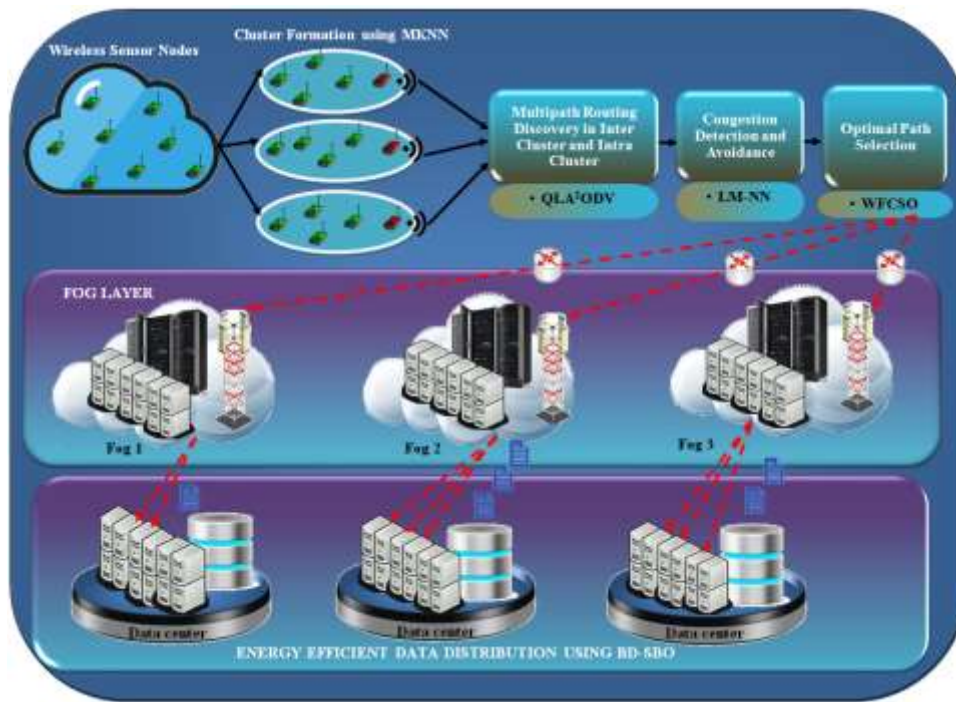 Wireless Sensor Nodes
Cluster Formation using MKNN
Multipath Routing
Discovery in Inter
Cluster and Intra
Cluster
• QLA²ODV
Congestion
Detection and
Avoidance
• LM-NN
Optimal Path
Selection
• WFCSO
FOG LAYER
Fog 1
Fog 2
Fog 3
Data center
Data center
Data center
ENERGY EFFICIENT DATA DISTRIBUTION USING BD-SBO